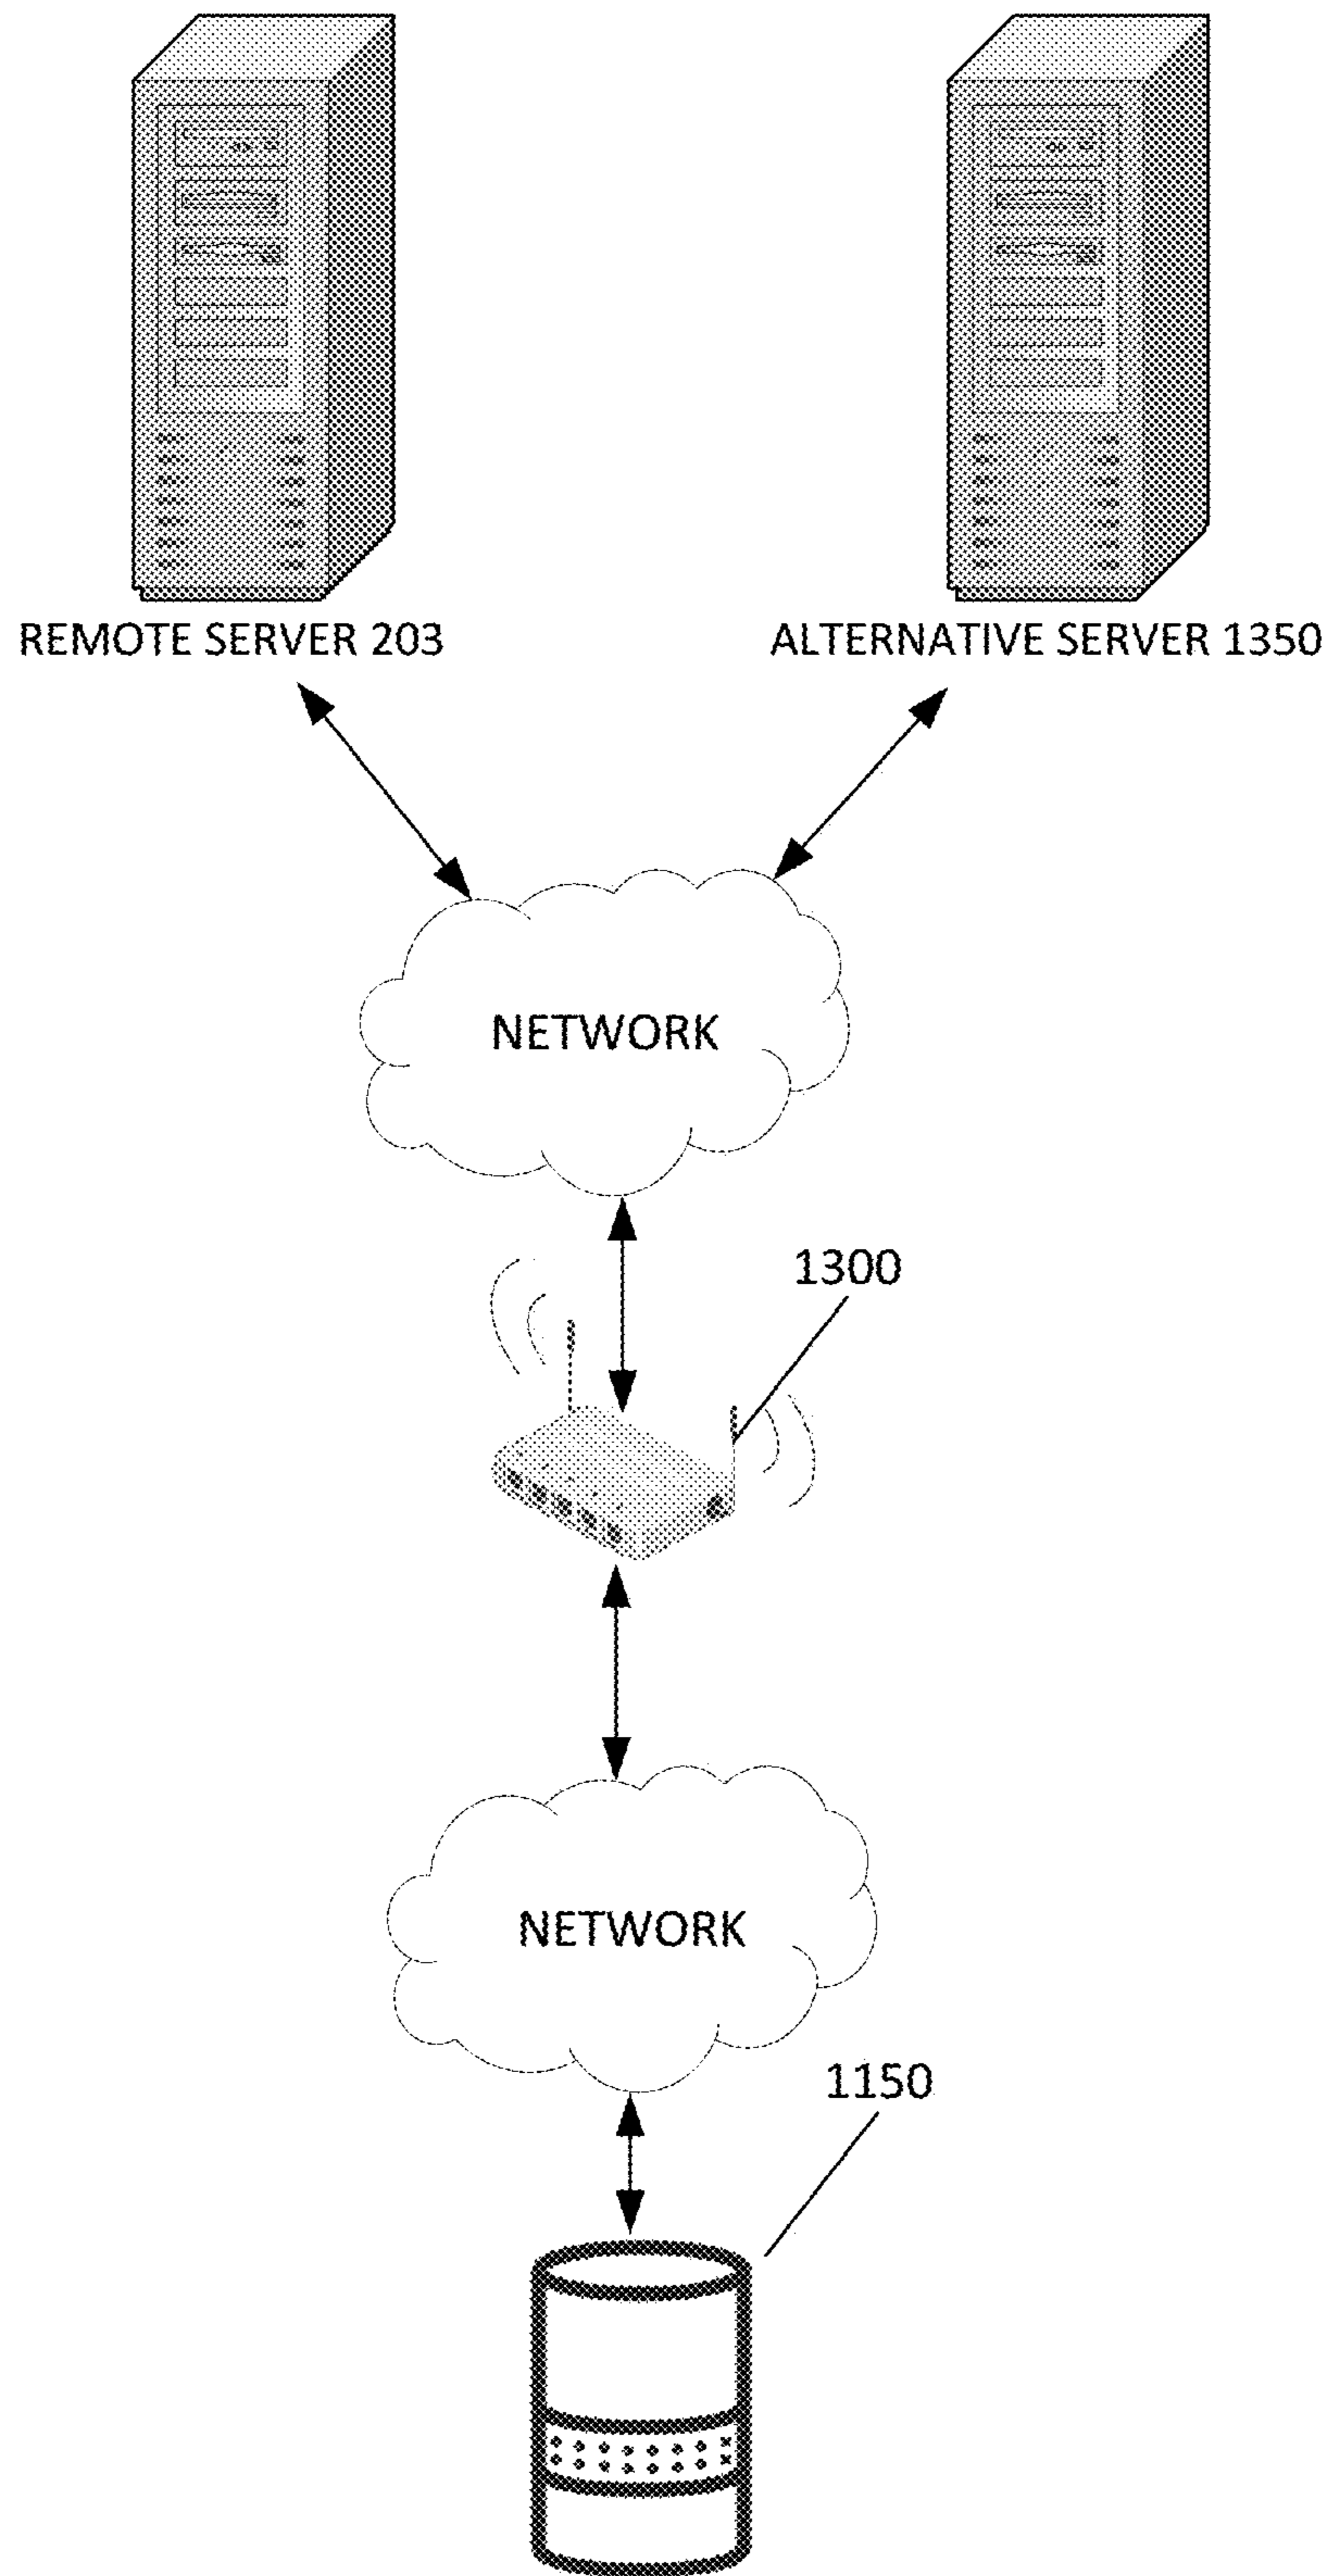 REMOTE SERVER 203
ALTERNATIVE SERVER 1350
NETWORK
1300
NETWORK
1150